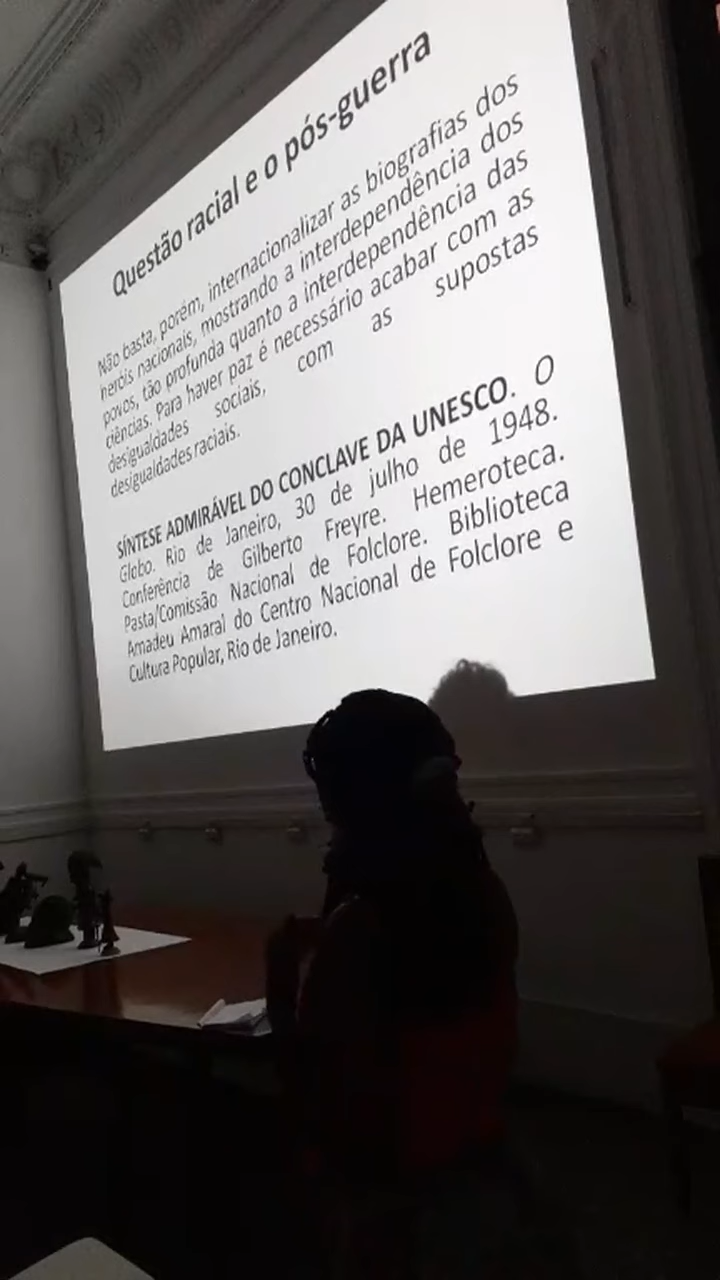 Questão racial e o pós-guerra
Não basta, porém, internacionalizar as biografias dos
heróis nacionais, mostrando a interdependência dos
povos, tão profunda quanto a interdependência das
ciências. Para haver paz é necessário acabar com as
desigualdades sociais, com as supostas
desigualdades raciais.
SÍNTESE ADMIRÁVEL DO CONCLAVE DA UNESCO. O
Globo. Rio de Janeiro, 30 de julho de 1948.
Conferência de Gilberto Freyre. Hemeroteca.
Pasta/Comissão Nacional de Folclore. Biblioteca
Amadeu Amaral do Centro Nacional de Folclore e
Cultura Popular, Rio de Janeiro.